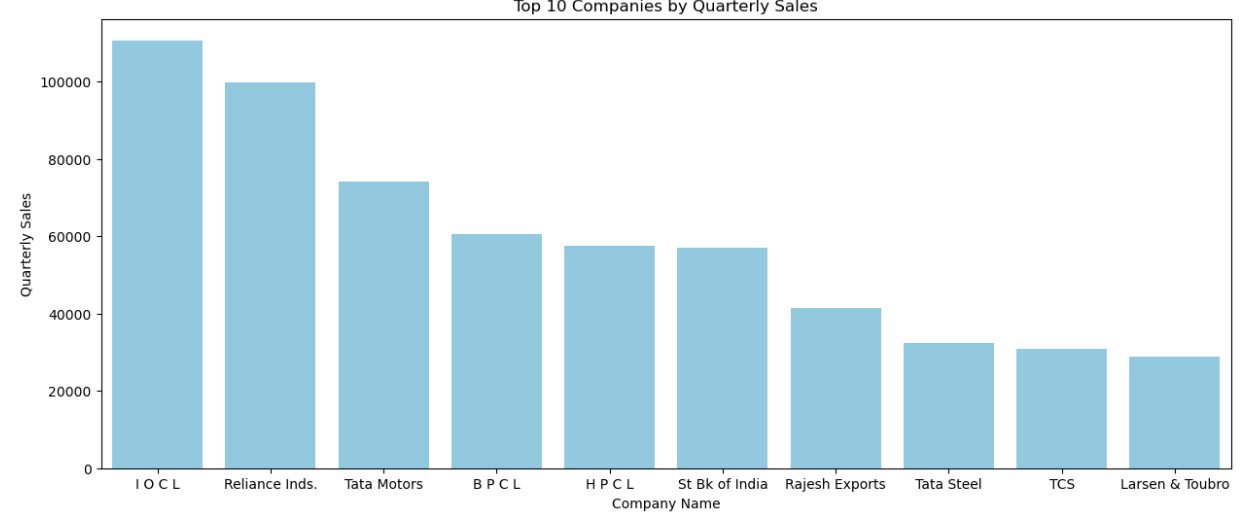 Top 10 Companies by Quarterly Sales
100000
80000
60000
40000
20000
0
Quarterly Sales
I O C L
Reliance Inds.
Tata Motors
B P C L
H P C L
St Bk of India
Rajesh Exports
Tata Steel
TCS
Larsen & Toubro
Company Name